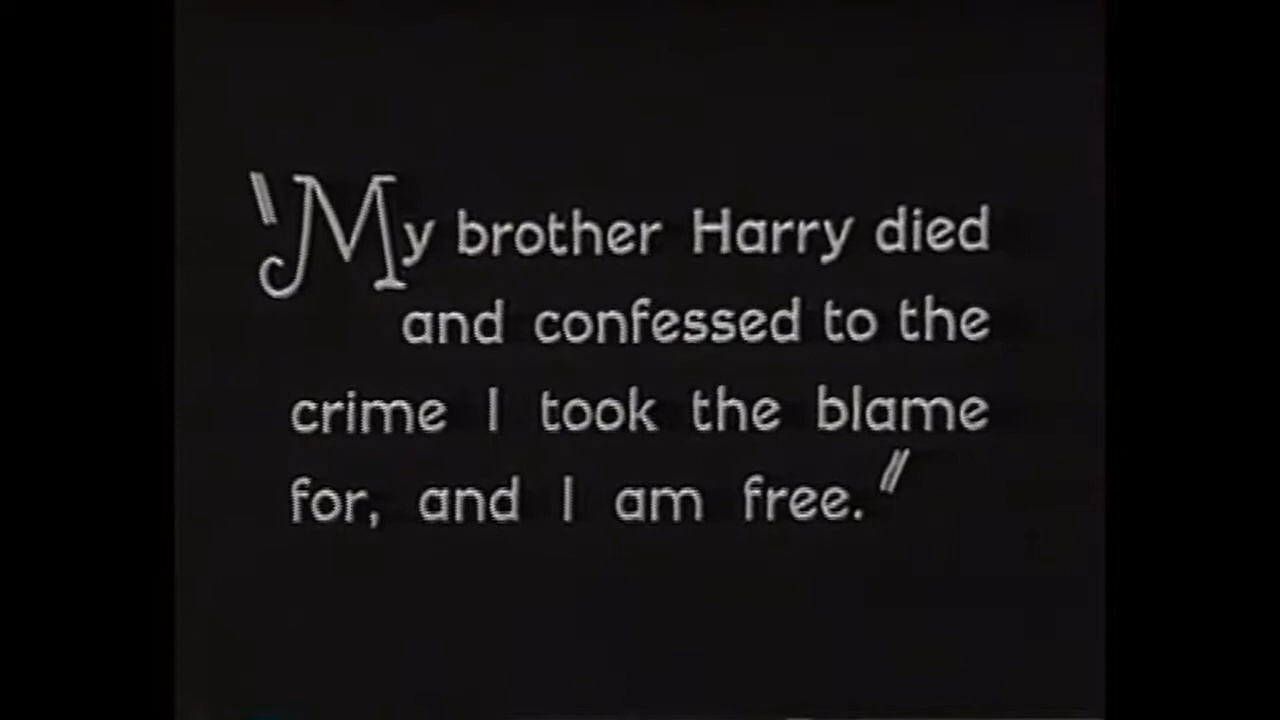 "My brother Harry died
and confessed to the
crime I took the blame
for, and I am free."